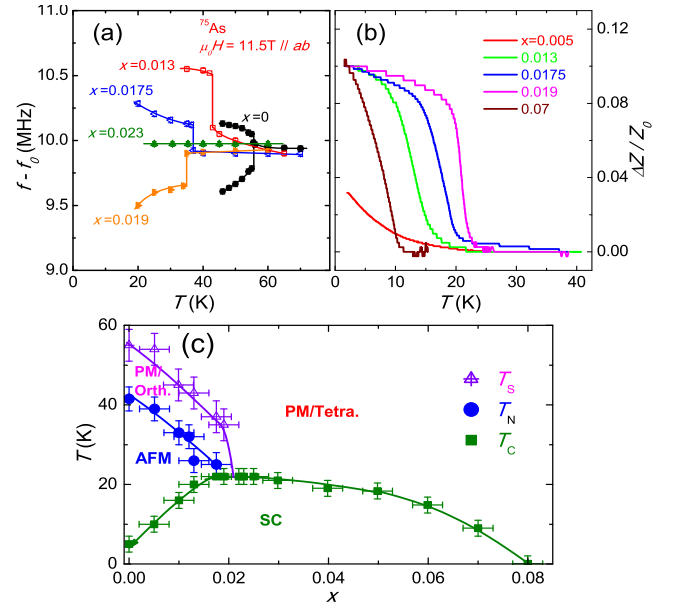 (a)
⁷⁵As
μ₀H = 11.5T // ab
x=0.013
x=0.0175
x=0
x=0.023
x=0.019
11.0
10.5
10.0
9.5
9.0
f - f₀ (MHz)
0 20 40 60
T (K)
(b)
x=0.005
0.013
0.0175
0.019
0.07
0.12
0.08
0.04
0.00
ΔZ / Z₀
0 10 20 30 40
T (K)
(c)
60
40
20
0
T (K)
PM/
Orth.
AFM
PM/Tetra.
SC
T_S
T_N
T_C
0.00 0.02 0.04 0.06 0.08
x